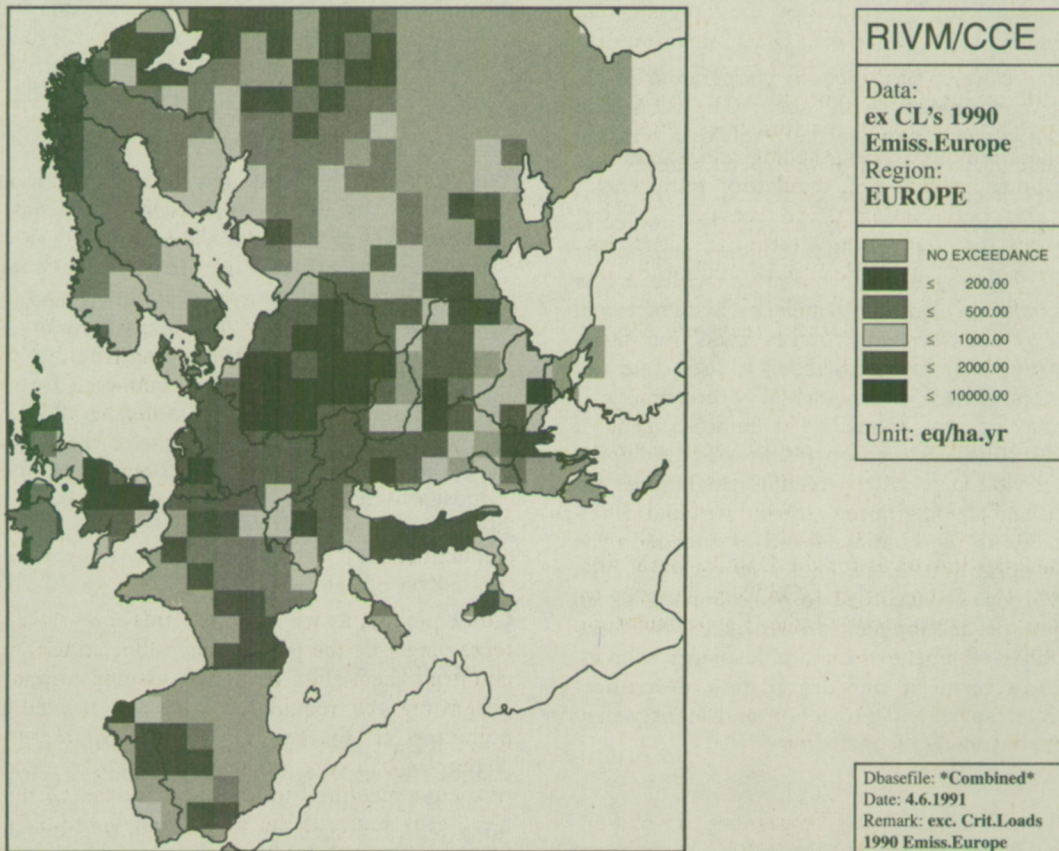 RIVM/CCE
Data:
ex CL's 1990
Emiss.Europe
Region:
EUROPE
NO EXCEEDANCE
≤ 200.00
≤ 500.00
≤ 1000.00
≤ 2000.00
≤ 10000.00
Unit: eq/ha.yr
Dbasefile: *Combined*
Date: 4.6.1991
Remark: exc. Crit.Loads
1990 Emiss.Europe